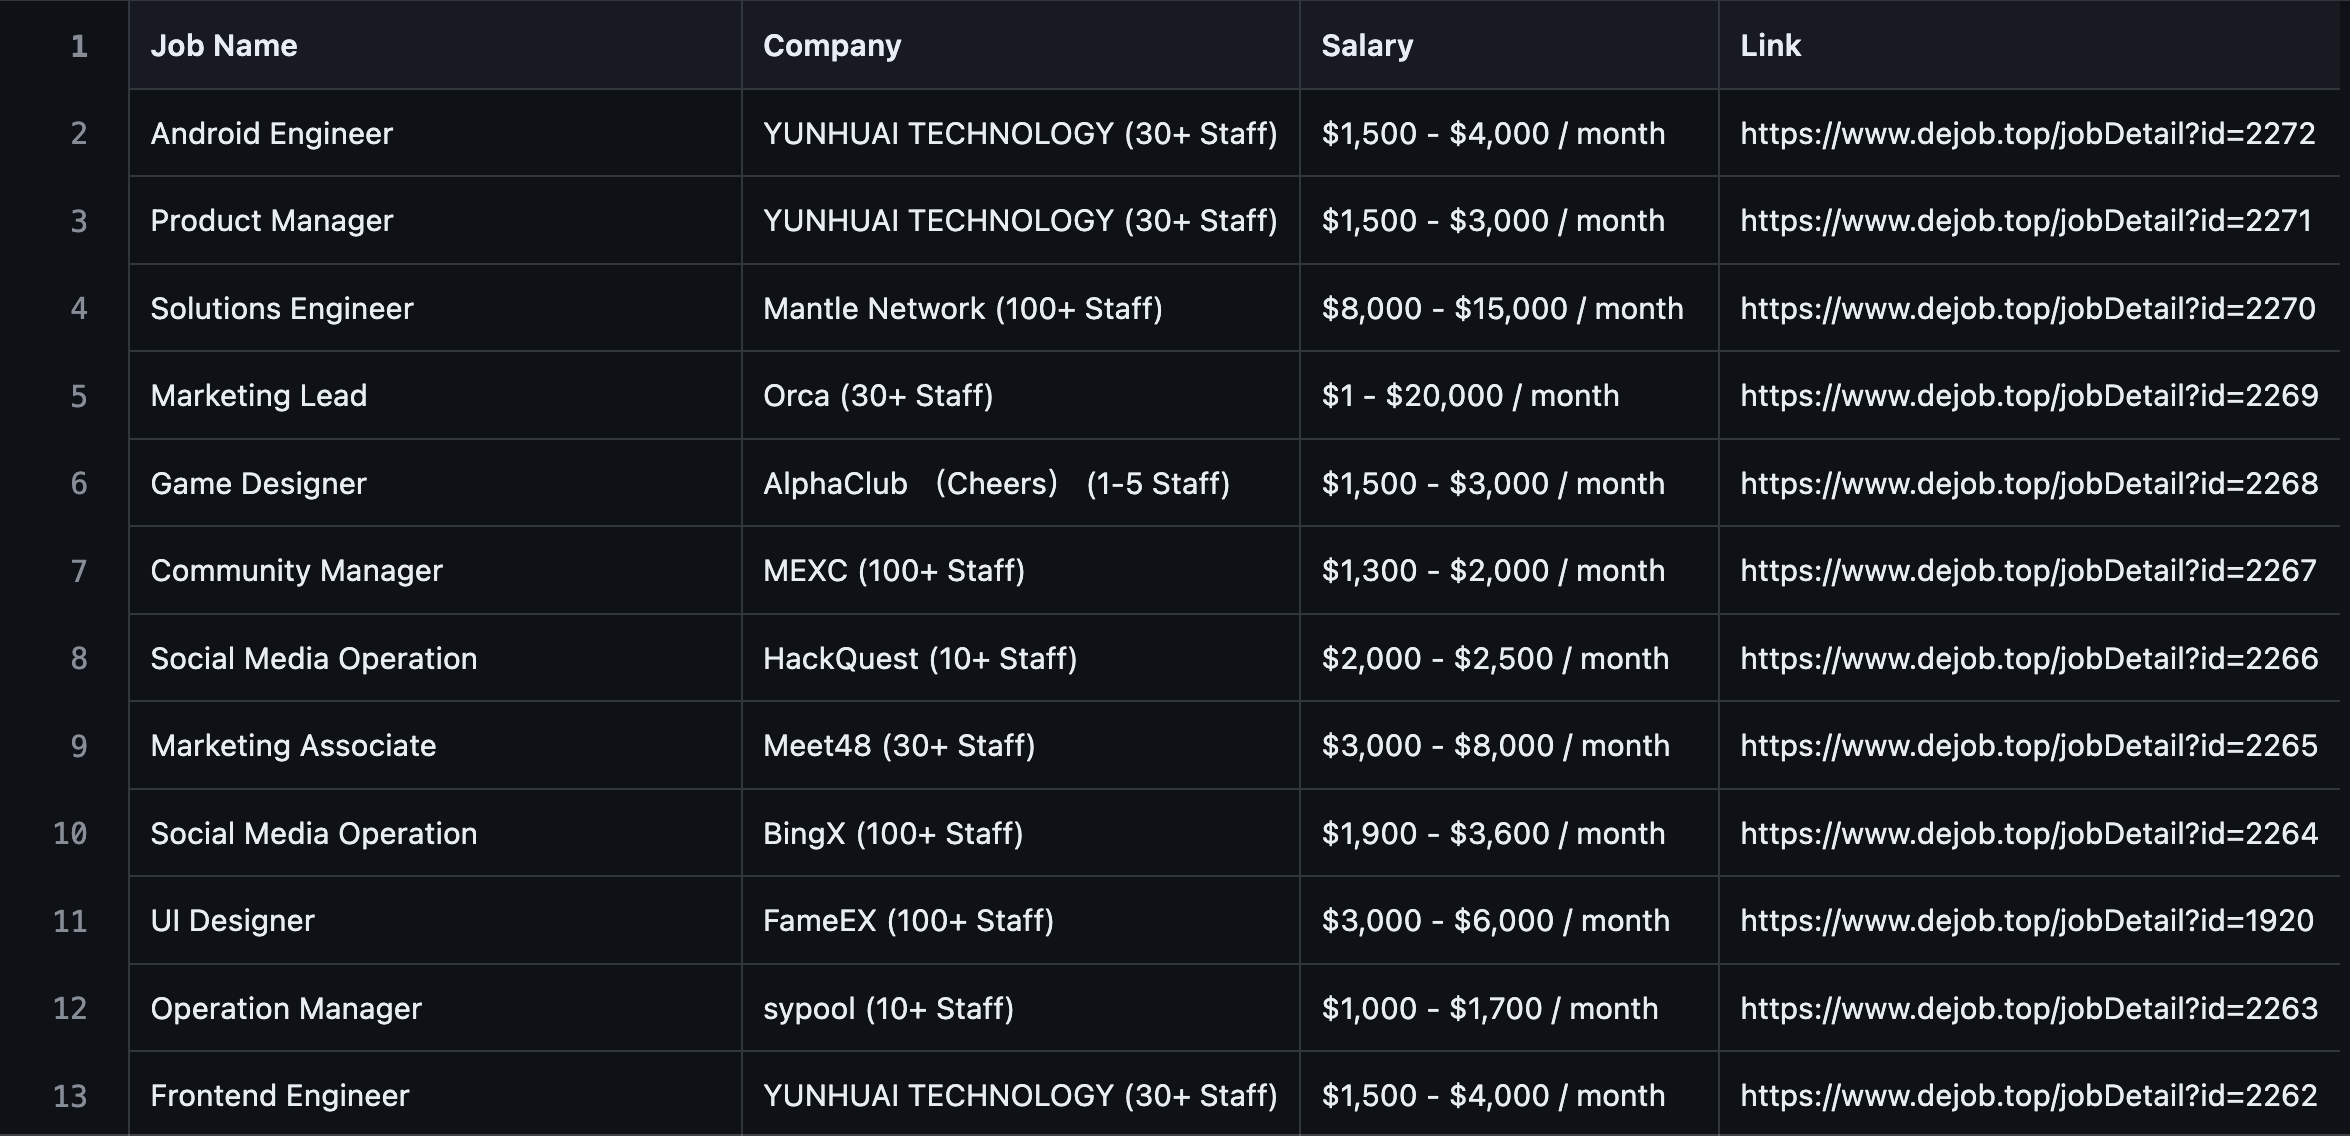 1 Job Name Company Salary Link
2 Android Engineer YUNHUAI TECHNOLOGY (30+ Staff) $1,500 - $4,000 / month https://www.dejob.top/jobDetail?id=2272
3 Product Manager YUNHUAI TECHNOLOGY (30+ Staff) $1,500 - $3,000 / month https://www.dejob.top/jobDetail?id=2271
4 Solutions Engineer Mantle Network (100+ Staff) $8,000 - $15,000 / month https://www.dejob.top/jobDetail?id=2270
5 Marketing Lead Orca (30+ Staff) $1 - $20,000 / month https://www.dejob.top/jobDetail?id=2269
6 Game Designer AlphaClub （Cheers） (1-5 Staff) $1,500 - $3,000 / month https://www.dejob.top/jobDetail?id=2268
7 Community Manager MEXC (100+ Staff) $1,300 - $2,000 / month https://www.dejob.top/jobDetail?id=2267
8 Social Media Operation HackQuest (10+ Staff) $2,000 - $2,500 / month https://www.dejob.top/jobDetail?id=2266
9 Marketing Associate Meet48 (30+ Staff) $3,000 - $8,000 / month https://www.dejob.top/jobDetail?id=2265
10 Social Media Operation BingX (100+ Staff) $1,900 - $3,600 / month https://www.dejob.top/jobDetail?id=2264
11 UI Designer FameEX (100+ Staff) $3,000 - $6,000 / month https://www.dejob.top/jobDetail?id=1920
12 Operation Manager sypool (10+ Staff) $1,000 - $1,700 / month https://www.dejob.top/jobDetail?id=2263
13 Frontend Engineer YUNHUAI TECHNOLOGY (30+ Staff) $1,500 - $4,000 / month https://www.dejob.top/jobDetail?id=2262